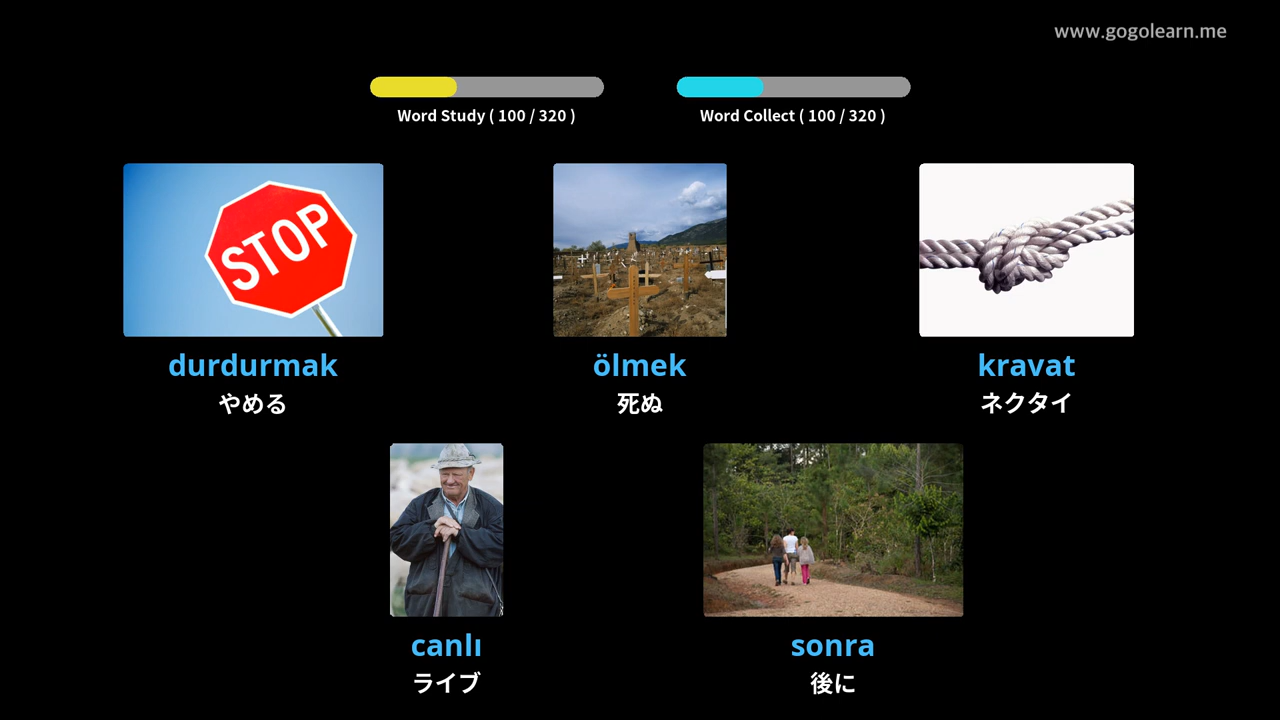 www.gogolearn.me
Word Study ( 100 / 320 )
Word Collect ( 100 / 320 )
STOP
durdurmak
やめる
ölmek
死ぬ
kravat
ネクタイ
canlı
ライブ
sonra
後に